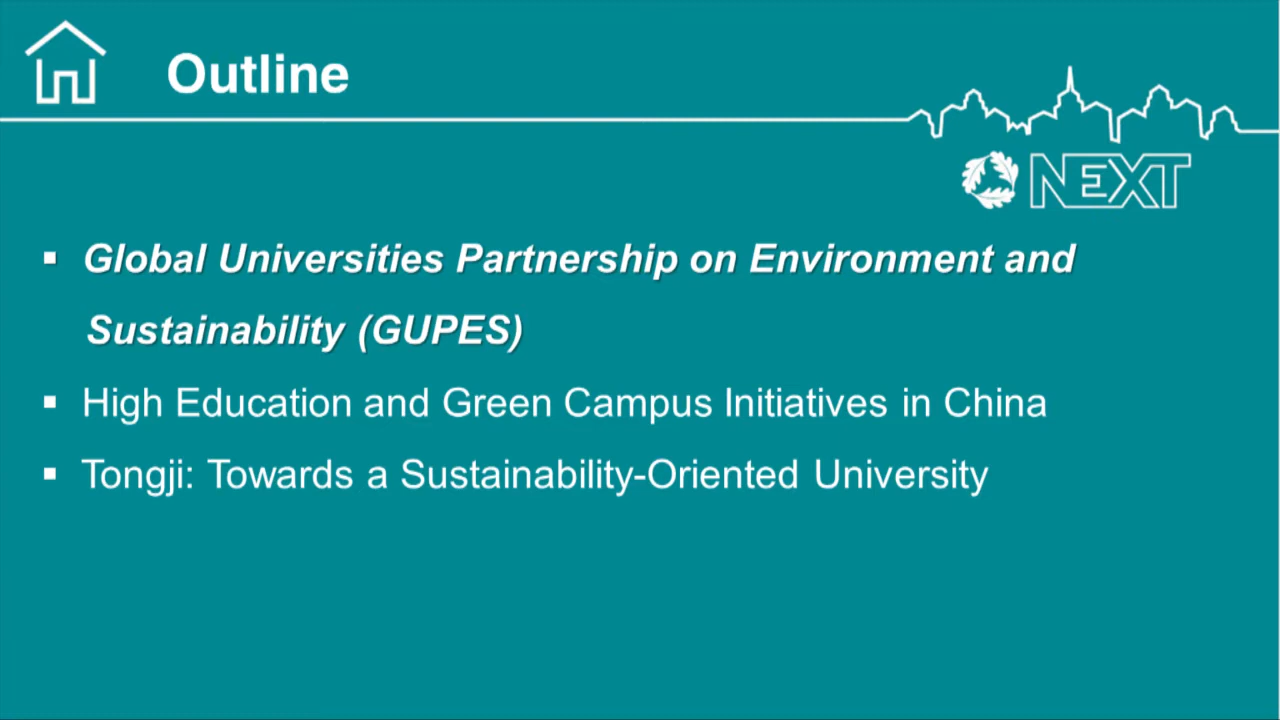 Outline
NEXT
▪ Global Universities Partnership on Environment and
Sustainability (GUPES)
▪ High Education and Green Campus Initiatives in China
▪ Tongji: Towards a Sustainability-Oriented University